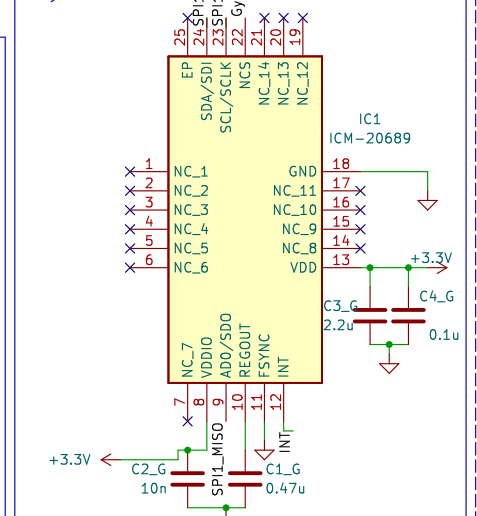 SPI1
SPI1
Gy
25
24
23
22
21
20
19
EP
SDA/SDI
SCL/SCLK
NCS
NC_14
NC_13
NC_12
IC1
ICM-20689
1 NC_1
2 NC_2
3 NC_3
4 NC_4
5 NC_5
6 NC_6
GND 18
NC_11 17
NC_10 16
NC_9 15
NC_8 14
VDD 13
+3.3V
C3_G
2.2u
C4_G
0.1u
NC_7
VDDIO
AD0/SDO
REGOUT
FSYNC
INT
7
8
9
10
11
12
SPI1_MISO
INT
+3.3V
C2_G
10n
C1_G
0.47u